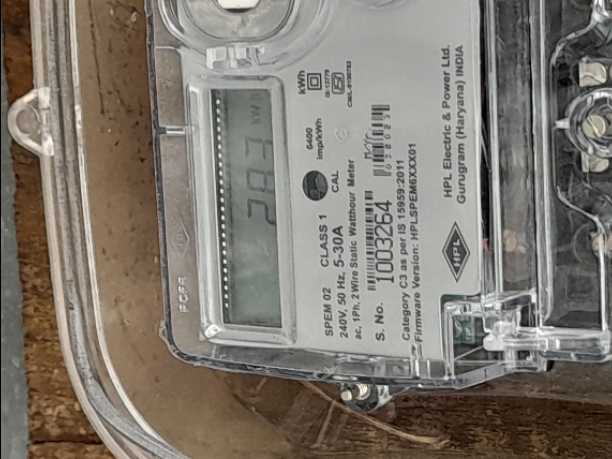 283 kWh
kWh
6400
imp/kWh
CAL
SPEM 02 CLASS 1
240V, 50 Hz, 5-30A
ac, 1Ph, 2 Wire Static Watthour Meter
S. No. 1003264
Category C3 as per IS 15959:2011
Firmware Version: HPLSPEM6XXX01
HPL
HPL Electric & Power Ltd.
Gurugram (Haryana) INDIA